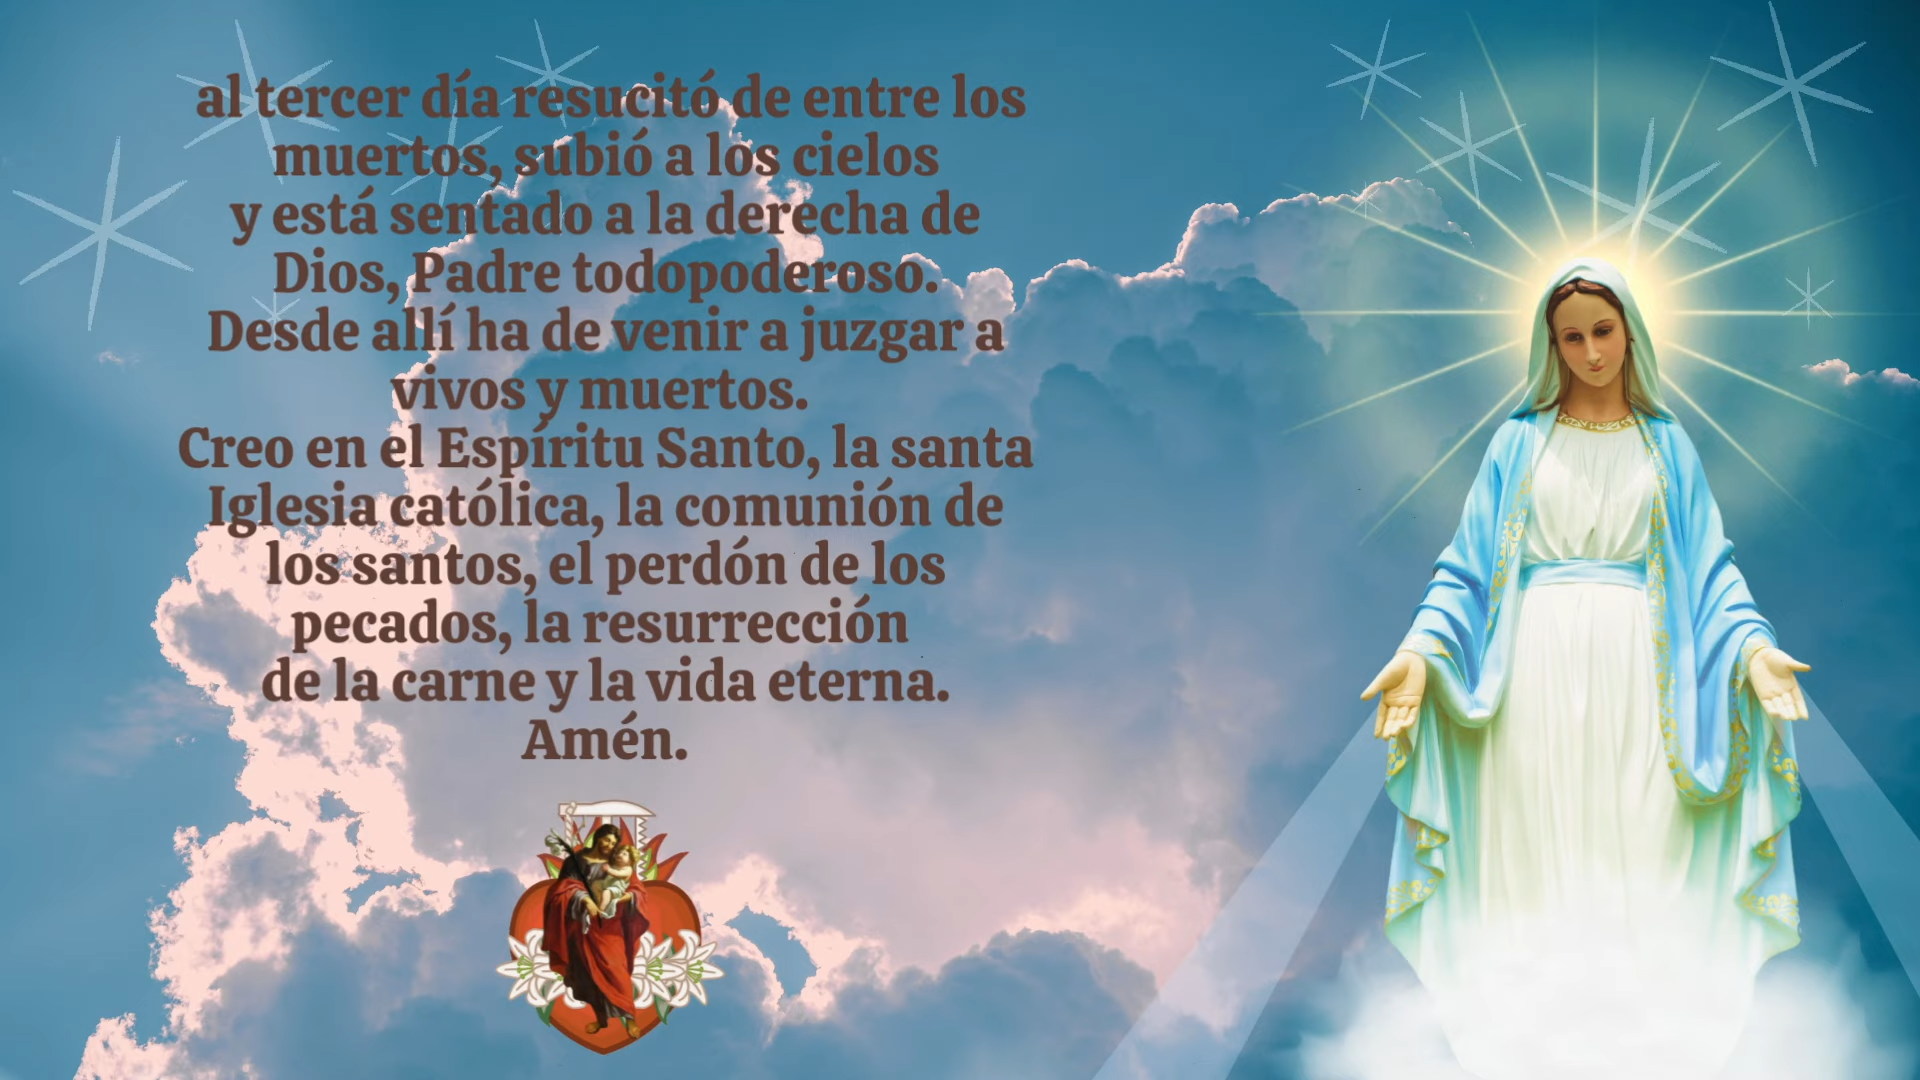 al tercer día resucitó de entre los
muertos, subió a los cielos
y está sentado a la derecha de
Dios, Padre todopoderoso.
Desde allí ha de venir a juzgar a
vivos y muertos.
Creo en el Espíritu Santo, la santa
Iglesia católica, la comunión de
los santos, el perdón de los
pecados, la resurrección
de la carne y la vida eterna.
Amén.